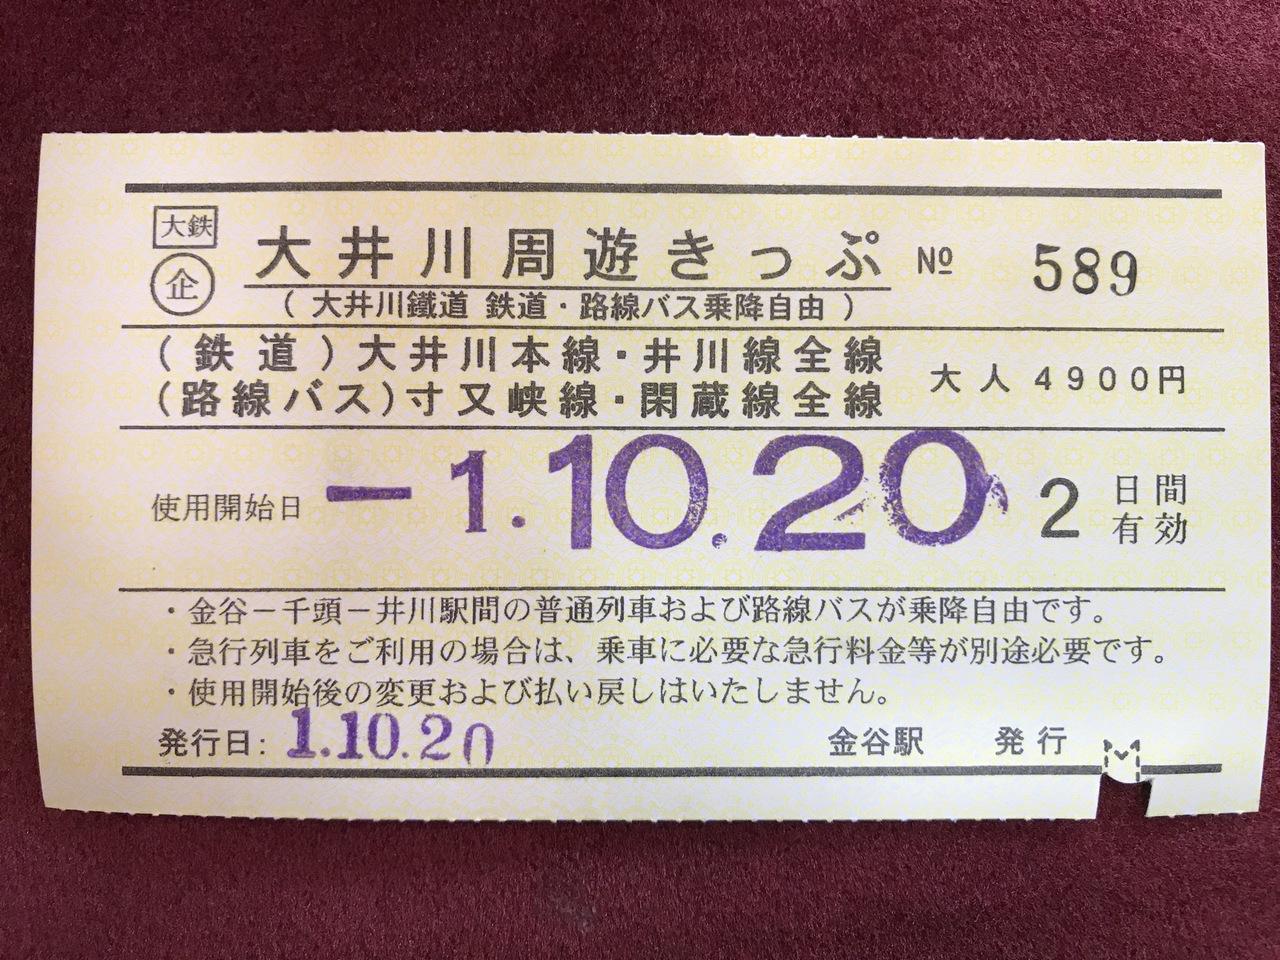 大鉄
企
大井川周遊きっぷ № 589
( 大井川鐵道 鉄道・路線バス乗降自由 )
(鉄道)大井川本線・井川線全線
(路線バス)寸又峡線・閑蔵線全線
大人 4900円
使用開始日 -1.10.20 2日間有効
・金谷－千頭－井川駅間の普通列車および路線バスが乗降自由です。
・急行列車をご利用の場合は、乗車に必要な急行料金等が別途必要です。
・使用開始後の変更および払い戻しはいたしません。
発行日: 1.10.20 金谷駅 発行